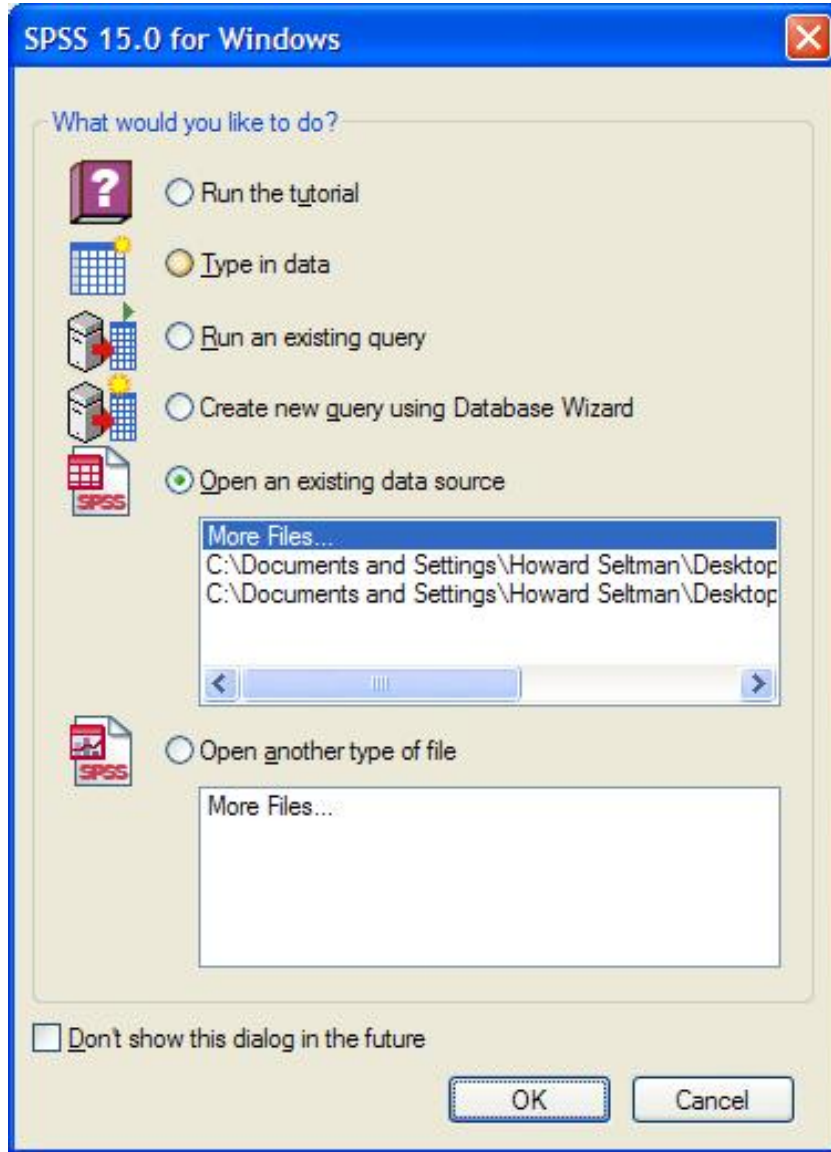 SPSS 15.0 for Windows
What would you like to do?
?
Run the tutorial
Type in data
Run an existing query
Create new query using Database Wizard
SPSS
Open an existing data source
More Files...
C:\Documents and Settings\Howard Seltman\Desktop
C:\Documents and Settings\Howard Seltman\Desktop
SPSS
Open another type of file
More Files...
Don't show this dialog in the future
OK
Cancel